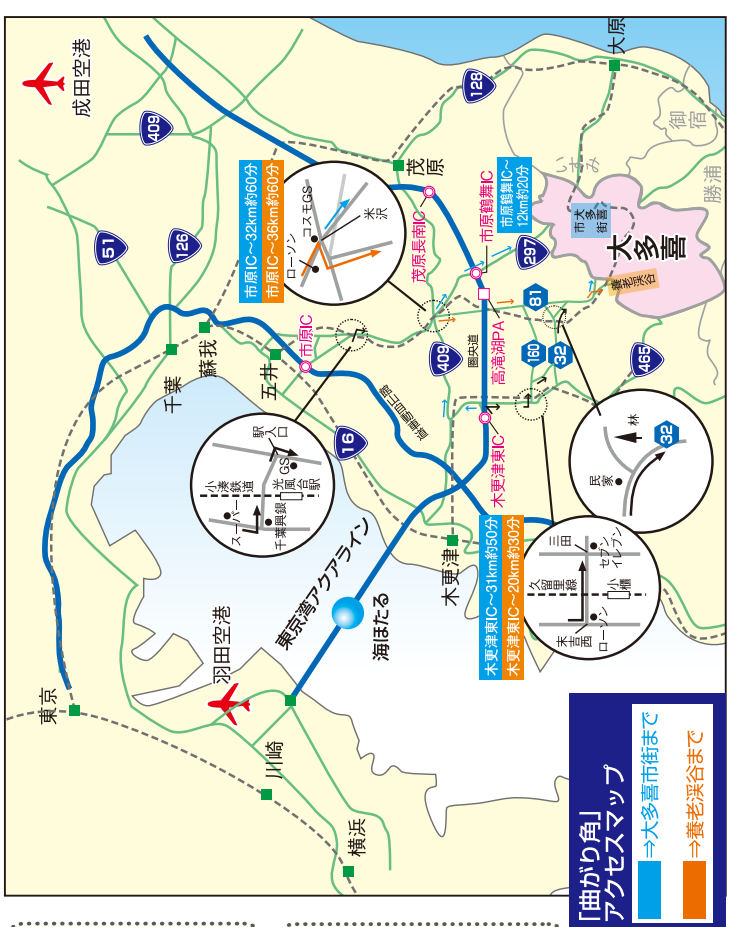 「曲がり角」
アクセスマップ
⇒大多喜市街まで
⇒養老渓谷まで
横浜
川崎
東京
羽田空港
東京湾アクアライン
海ほたる
木更津
千葉
蘇我
五井
市原IC
館山自動車道
16
51
126
409
成田空港
128
茂原
茂原長南IC
市原鶴舞IC
市原鶴舞IC〜
12km約20分
297
高滝湖PA
圏央道
409
木更津東IC
81
160
32
465
大原
御宿
いすみ
勝浦
大多喜
市街
大多喜
養老渓谷
市原IC〜32km約60分
市原IC〜36km約60分
木更津東IC〜31km約50分
木更津東IC〜20km約30分
ローソン
コスモGS
米沢
スーパー
千葉興銀
小湊鉄道
光風台駅
GS
駅入口
末吉西
ローソン
久留里線
小櫃
三田
セブン
イレブン
民家
林
32